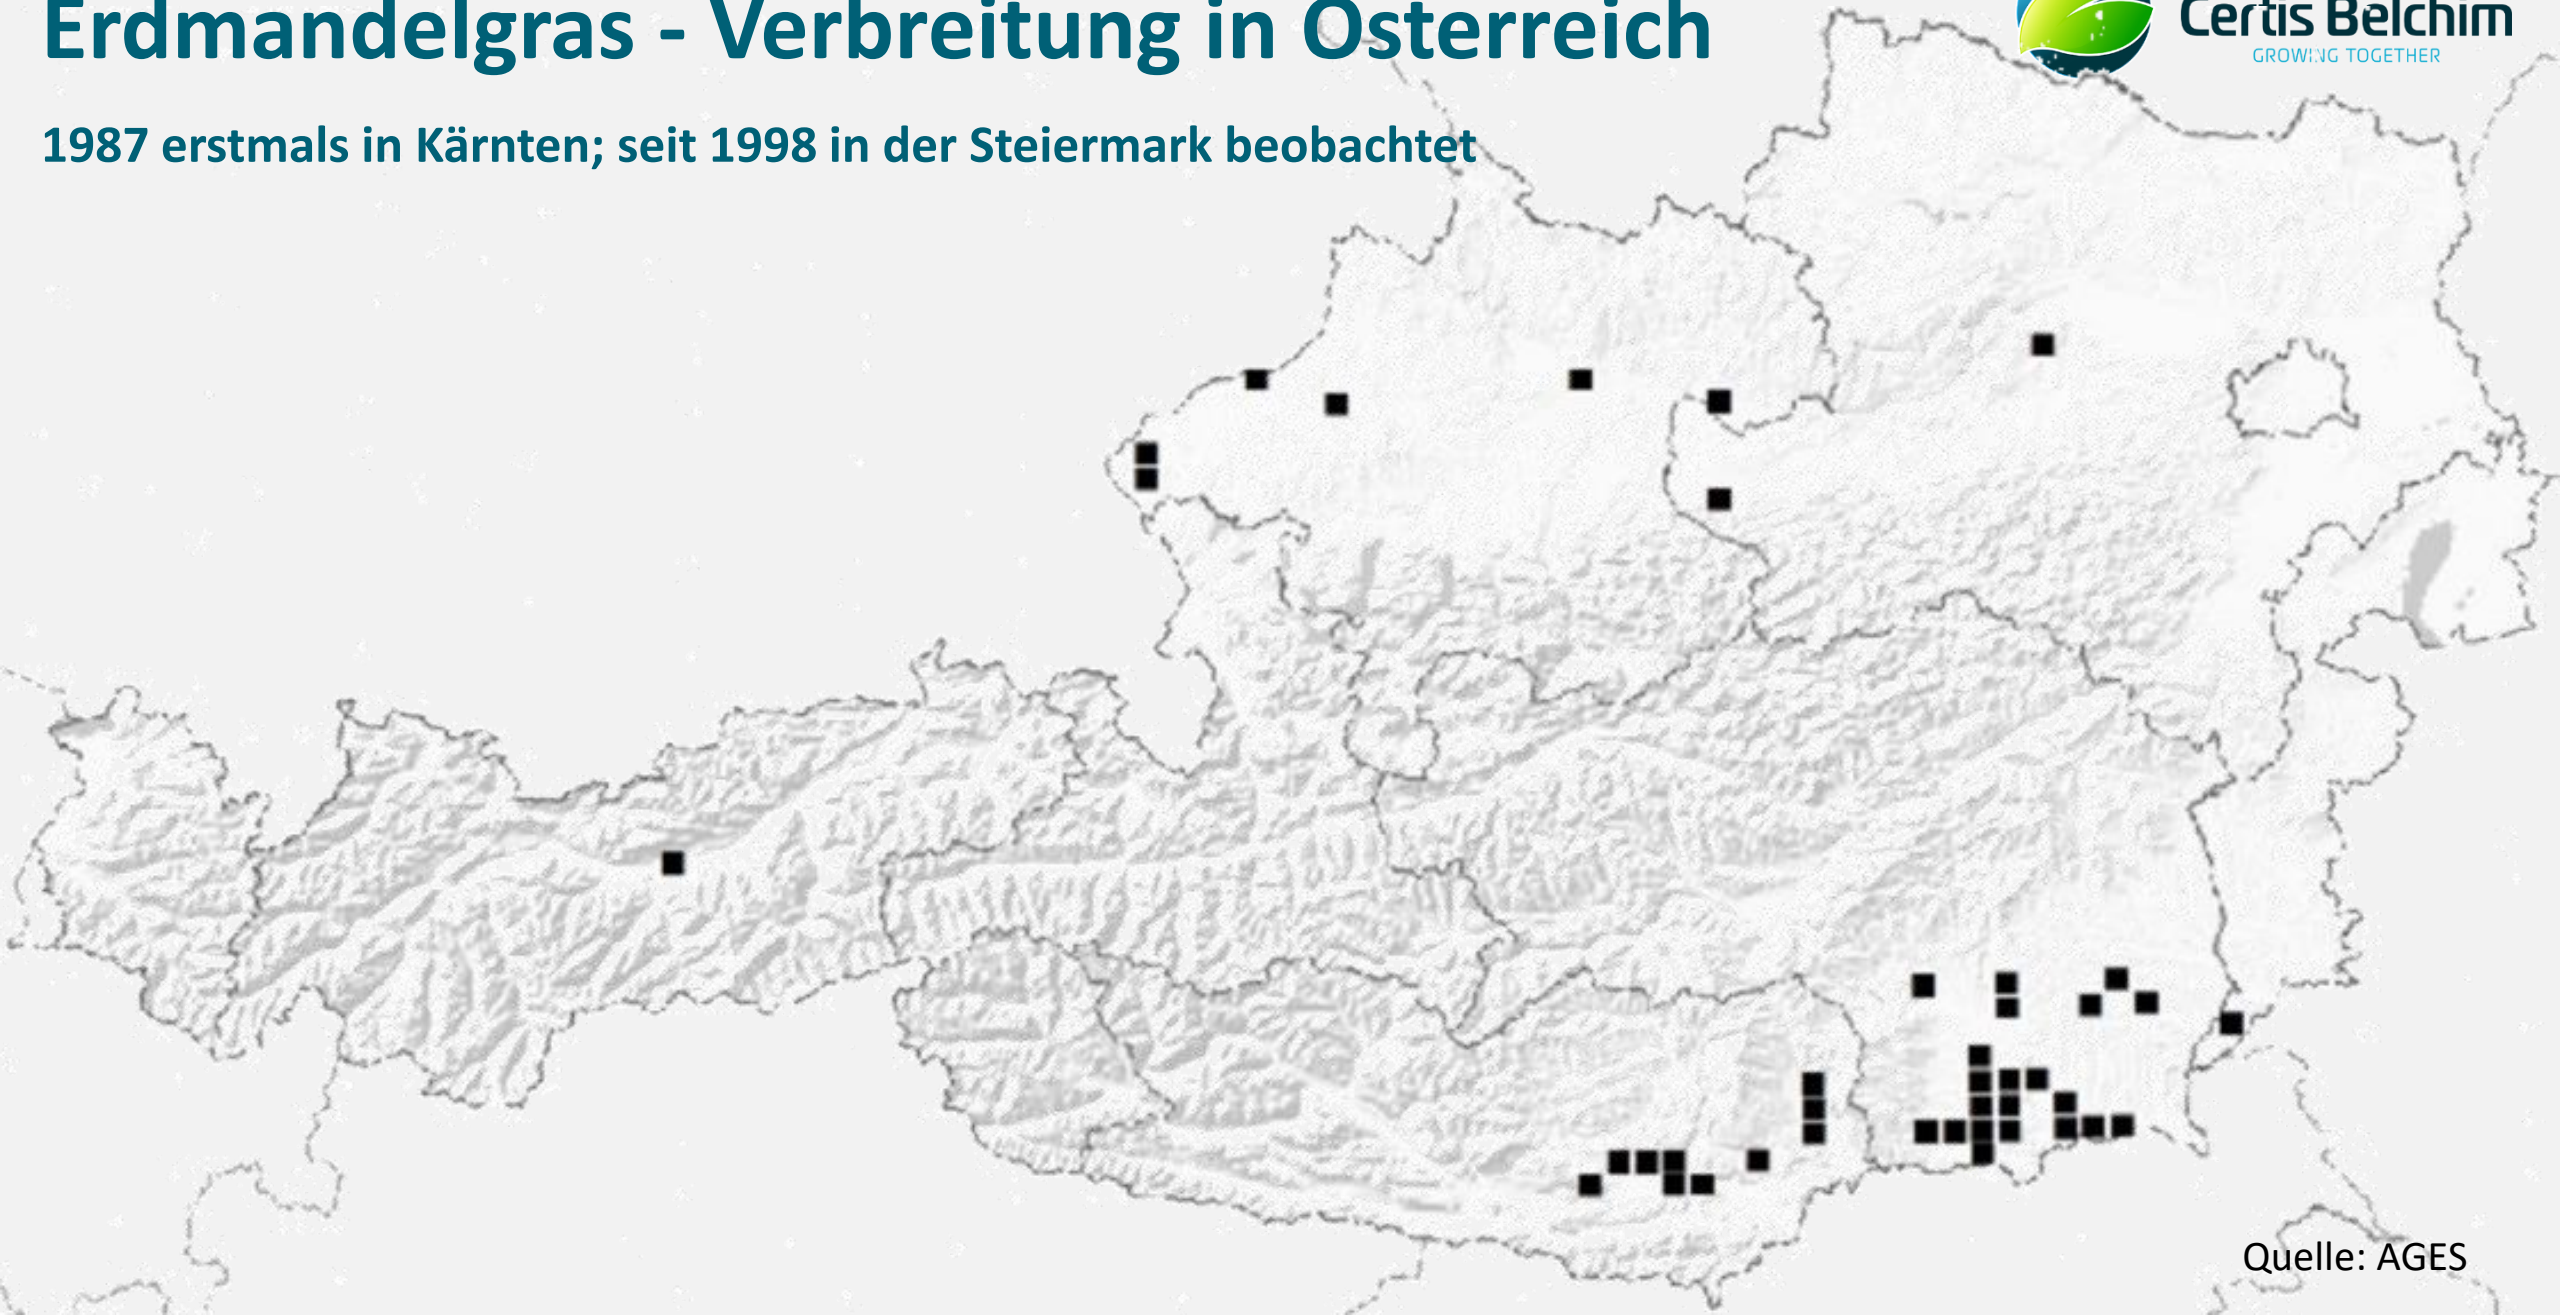 Erdmandelgras - Verbreitung in Österreich
Certis Belchim
GROWING TOGETHER
1987 erstmals in Kärnten; seit 1998 in der Steiermark beobachtet
Quelle: AGES